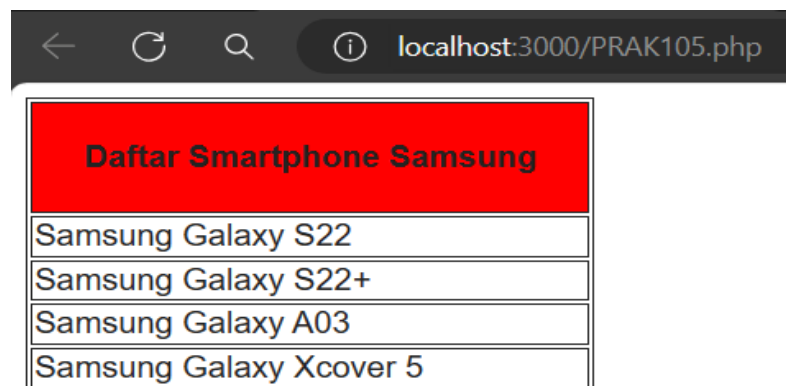 localhost:3000/PRAK105.php
Daftar Smartphone Samsung
Samsung Galaxy S22
Samsung Galaxy S22+
Samsung Galaxy A03
Samsung Galaxy Xcover 5